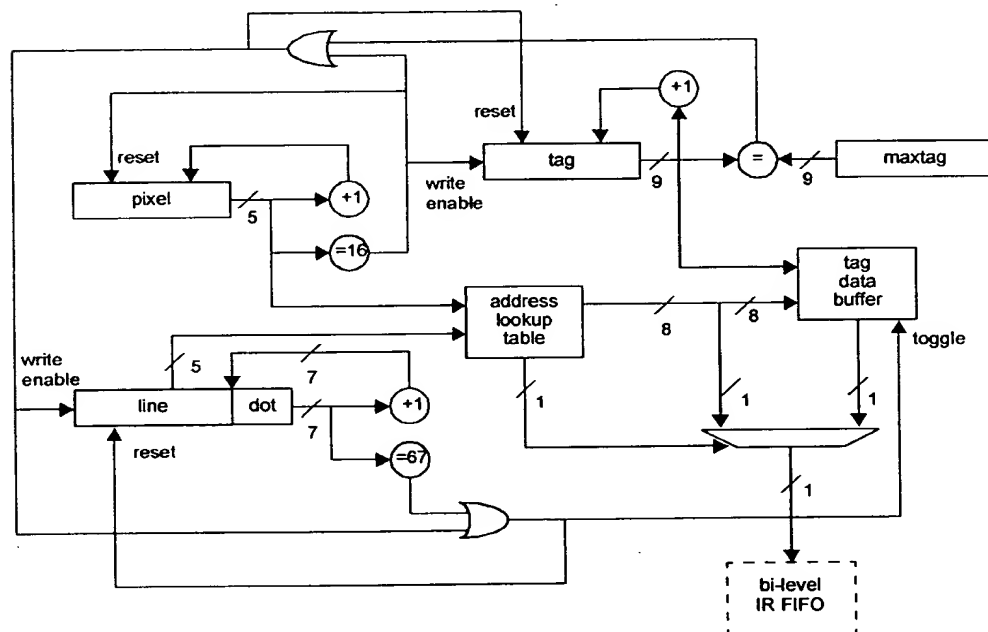 reset
+1
reset
tag
=
maxtag
9
9
write
enable
pixel
+1
5
=16
tag
data
buffer
address
lookup
table
8
8
toggle
write
enable
5
7
1
1
1
line
dot
+1
7
reset
=67
1
bi-level
IR FIFO